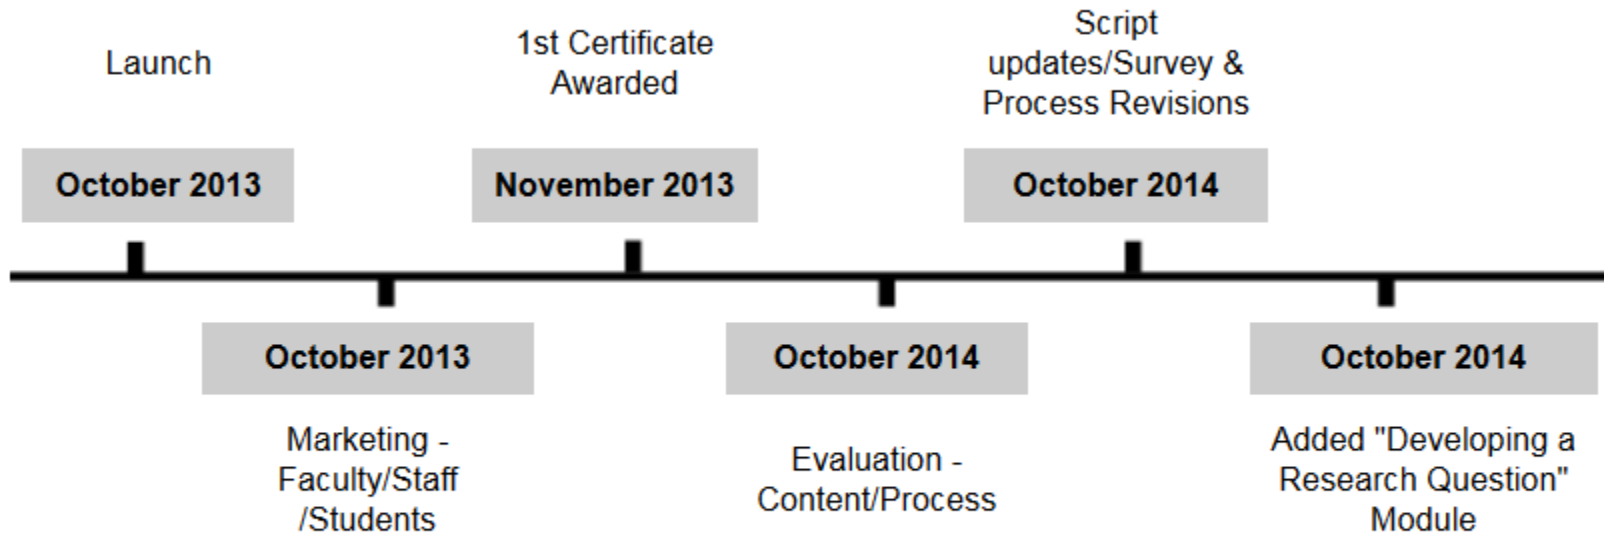 Launch
October 2013
October 2013
Marketing -
Faculty/Staff
/Students
1st Certificate
Awarded
November 2013
October 2014
Evaluation -
Content/Process
Script
updates/Survey &
Process Revisions
October 2014
October 2014
Added "Developing a
Research Question"
Module